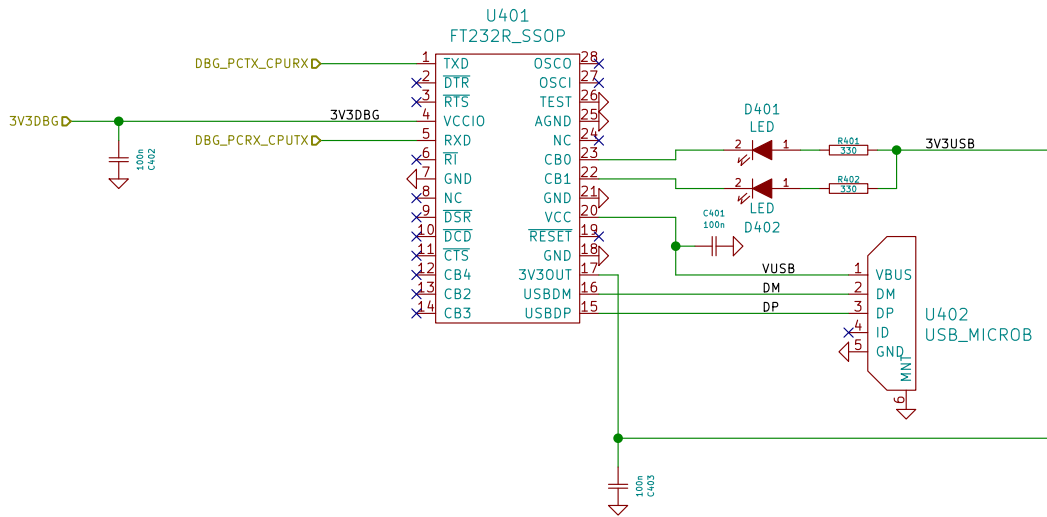 U401
FT232R_SSOP
DBG_PCTX_CPURX
1 TXD
2 DTR
3 RTS
3V3DBG
3V3DBG
4 VCCIO
DBG_PCRX_CPUTX
5 RXD
6 RI
7 GND
8 NC
9 DSR
10 DCD
11 CTS
12 CB4
13 CB2
14 CB3
OSCO 28
OSCI 27
TEST 26
AGND 25
NC 24
CB0 23
CB1 22
GND 21
VCC 20
RESET 19
GND 18
3V3OUT 17
USBDM 16
USBDP 15
100n
C402
D401
LED
2 1
R401
330
3V3USB
2 1
R402
330
LED
D402
C401
100n
VUSB
DM
DP
1 VBUS
2 DM
3 DP
4 ID
5 GND
MNT
6
U402
USB_MICROB
100n
C403